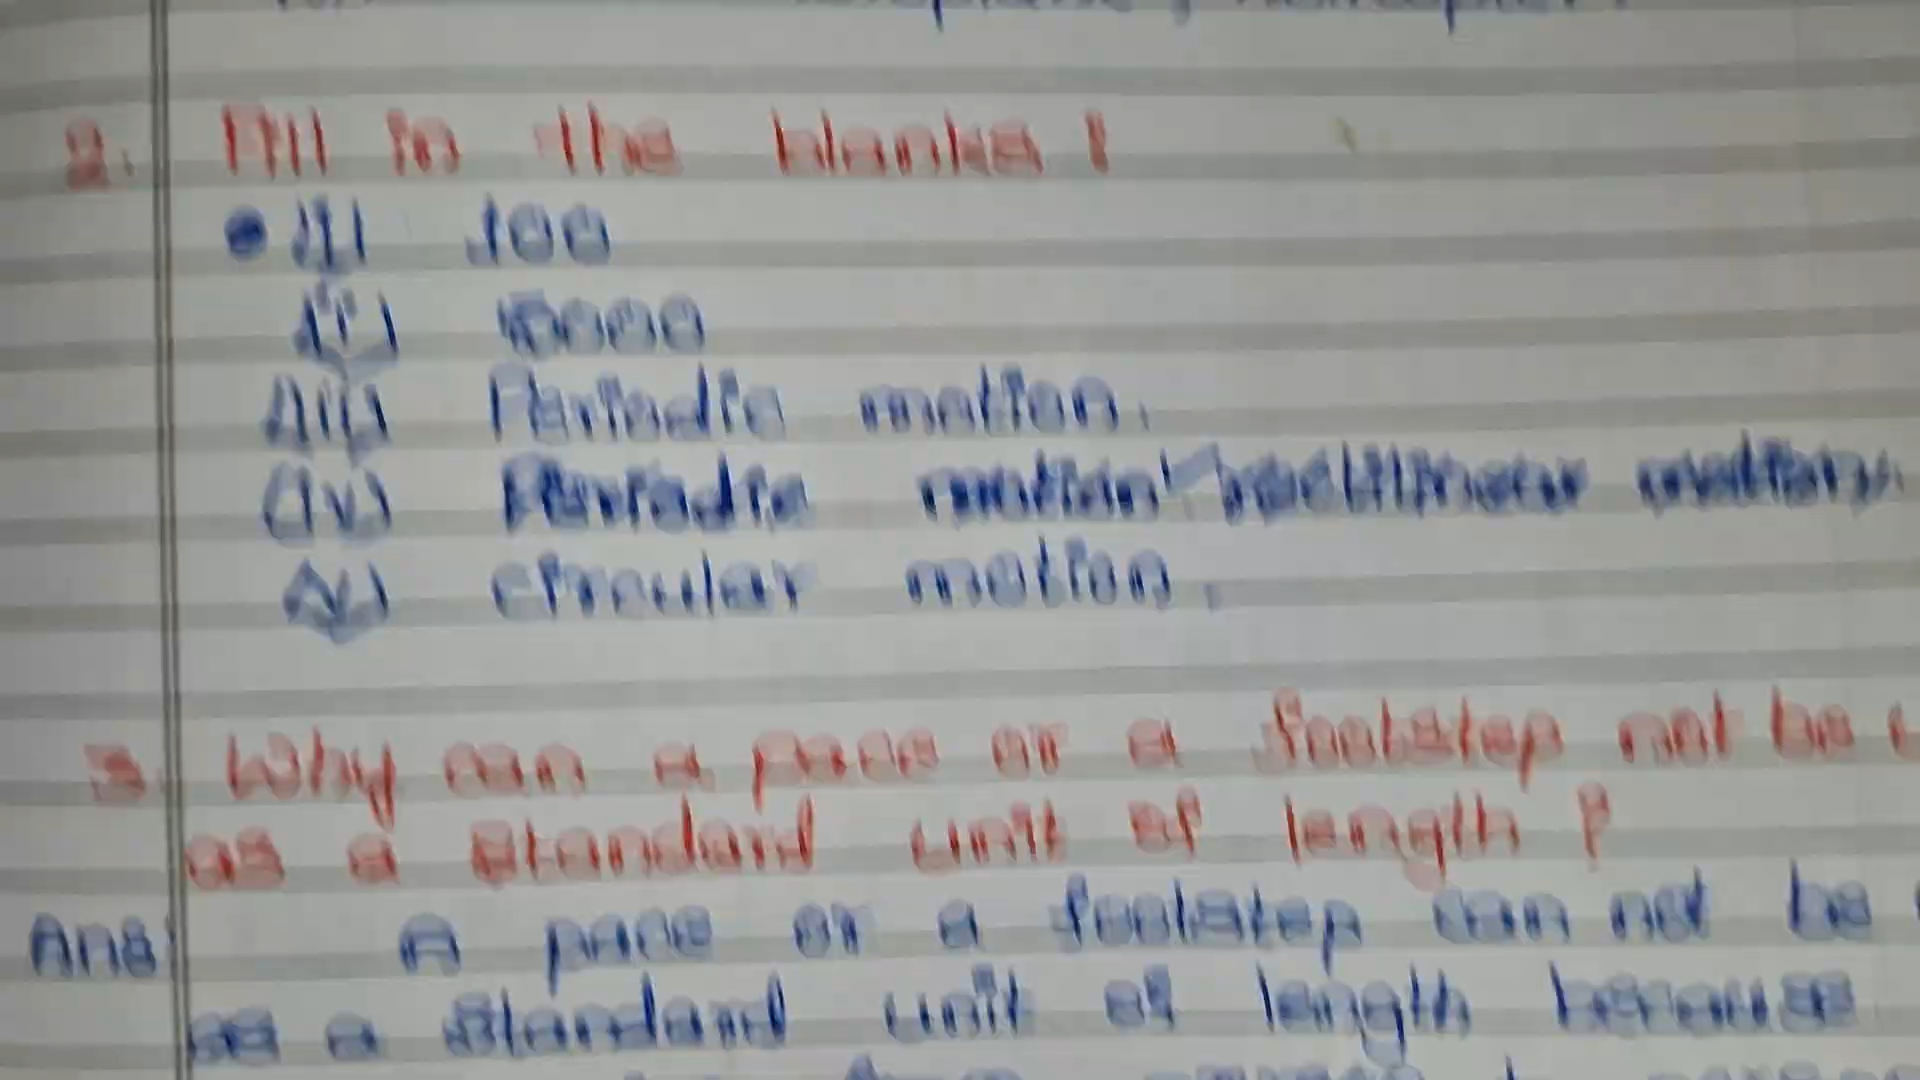 2. Fill in the blanks :
(i) 100
(ii) 5000
(iii) Periodic motion.
(iv) Periodic motion rectilinear motion.
(v) circular motion.
3. Why can a pace or a footstep not be
as a standard unit of length ?
Ans: A pace or a footstep can not be
as a standard unit of length because